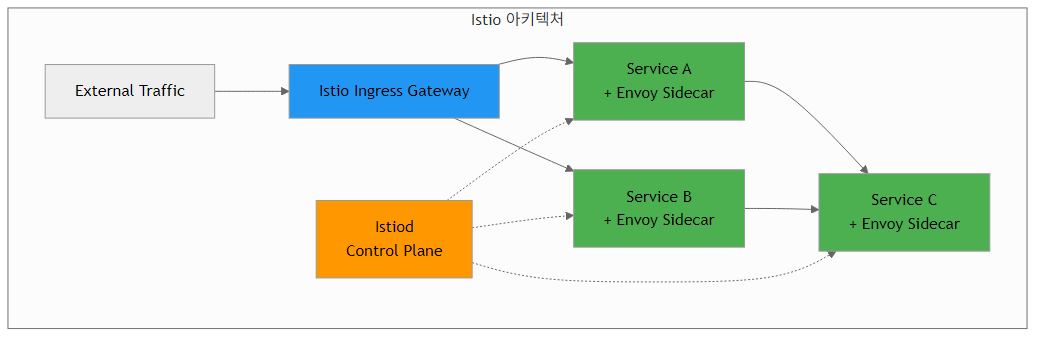 Istio 아키텍처
External Traffic
Istio Ingress Gateway
Service A
+ Envoy Sidecar
Service B
+ Envoy Sidecar
Service C
+ Envoy Sidecar
Istiod
Control Plane